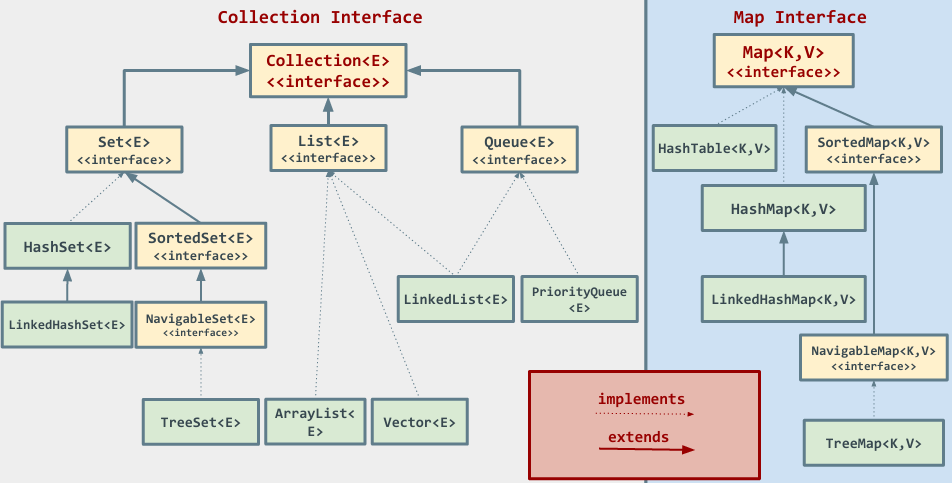 Collection Interface
Map Interface
Collection<E>
<<interface>>
Map<K,V>
<<interface>>
Set<E>
<<interface>>
List<E>
<<interface>>
Queue<E>
<<interface>>
HashTable<K,V>
SortedMap<K,V>
<<interface>>
HashMap<K,V>
HashSet<E>
SortedSet<E>
<<interface>>
LinkedList<E>
PriorityQueue
<E>
LinkedHashMap<K,V>
LinkedHashSet<E>
NavigableSet<E>
<<interface>>
NavigableMap<K,V>
<<interface>>
TreeSet<E>
ArrayList<
E>
Vector<E>
implements
extends
TreeMap<K,V>